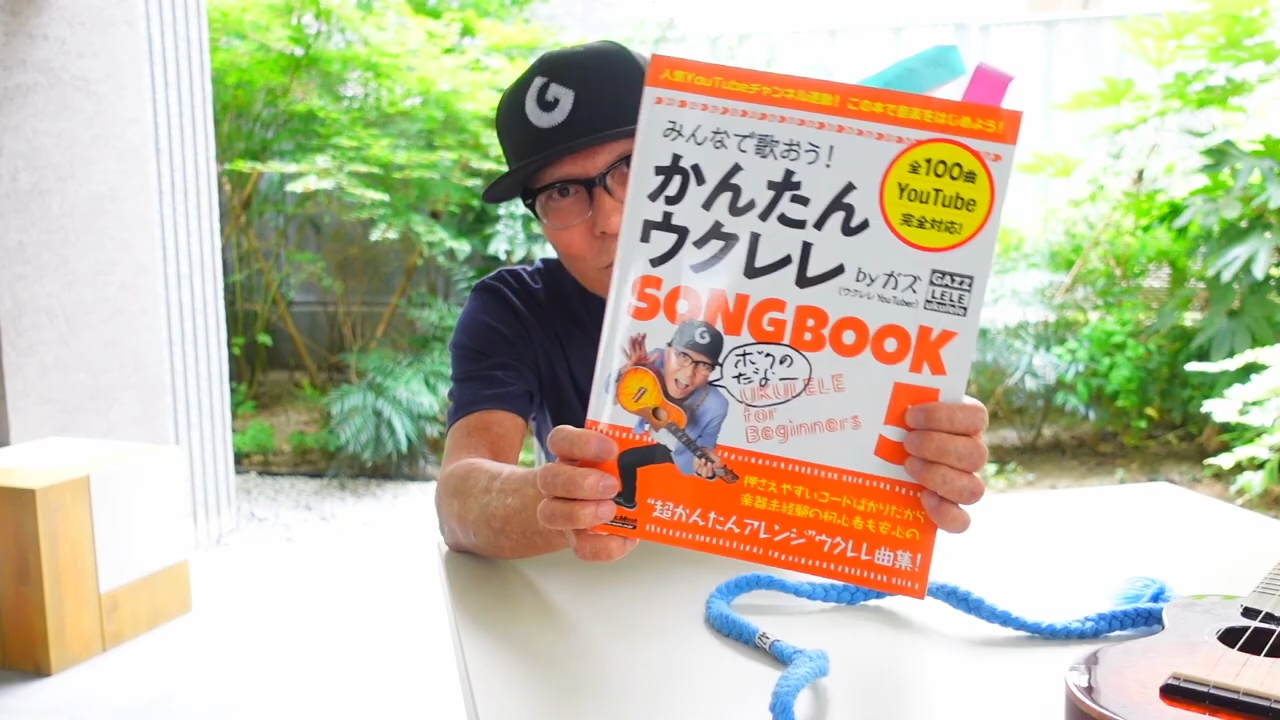 G
人気YouTubeチャンネル連動！この本で音楽をはじめよう！
みんなで歌おう！
かんたん
ウクレレ
全100曲
YouTube
完全対応！
byガズ
(ウクレレYouTuber)
GAZZ
LELE
ukulele
SONGBOOK
5
G
ボクの
だよー
UKULELE
for
Beginners
押さえやすいコードばかりだから
楽器未経験の初心者も安心の
“超かんたんアレンジ”ウクレレ曲集！